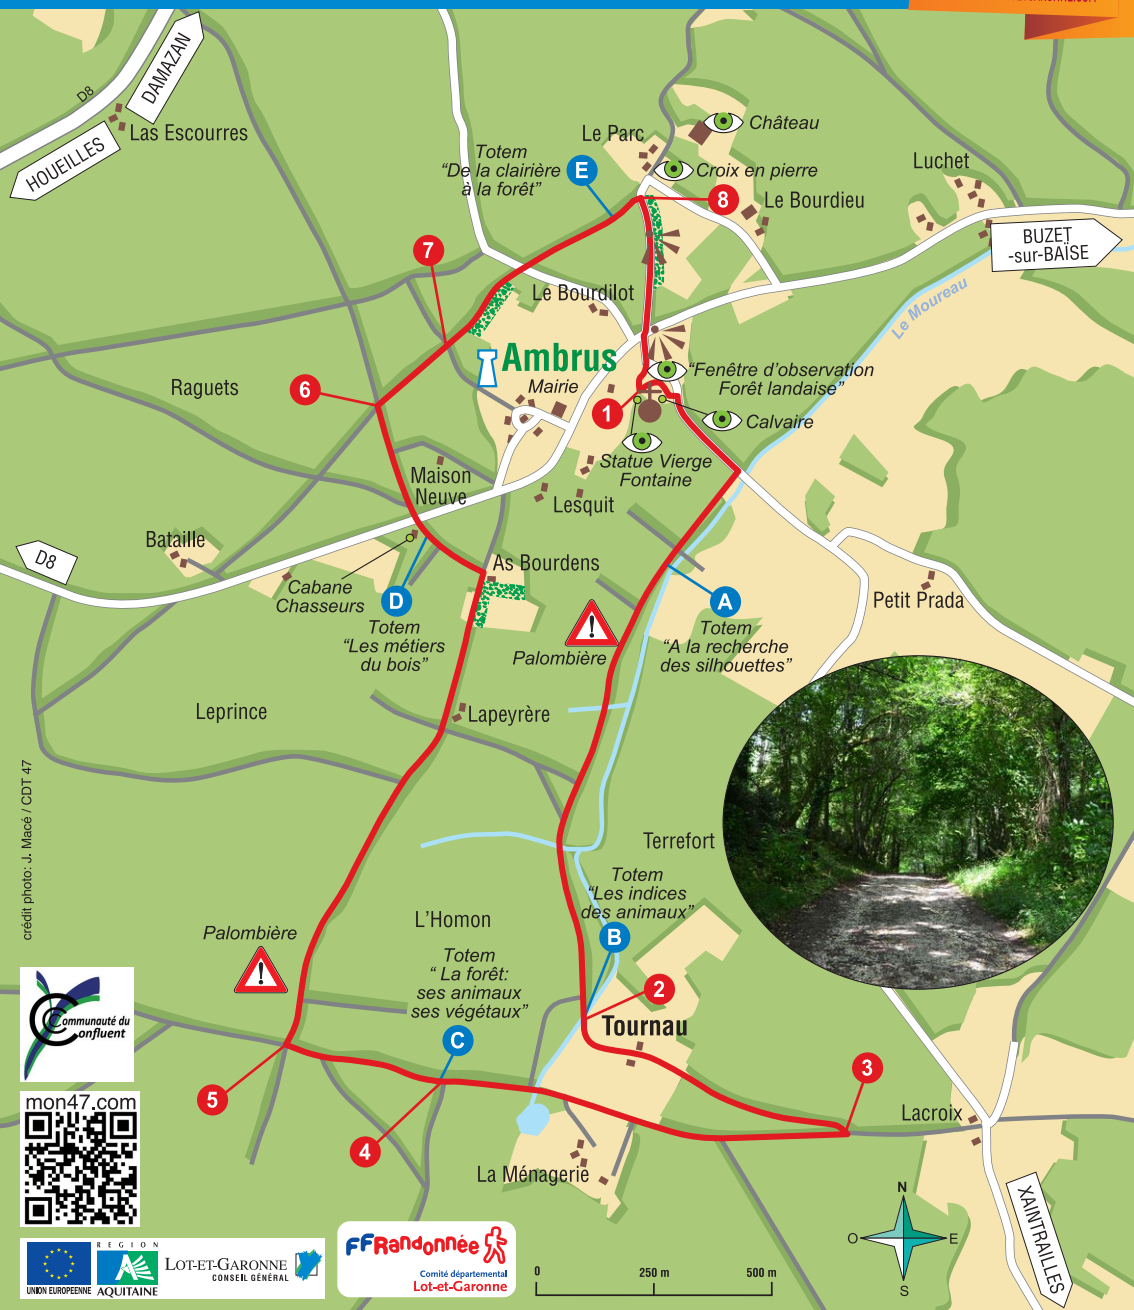 DAMAZAN
D8
HOUEILLES
Las Escourres
Le Parc
Château
Croix en pierre
Totem
“De la clairière
à la forêt”
E
8
Le Bourdieu
Luchet
BUZET
-sur-BAÏSE
Le Moureau
7
Le Bourdilot
Ambrus
Mairie
“Fenêtre d’observation
Forêt landaise”
Raguets
6
1
Calvaire
Statue Vierge
Fontaine
Maison
Neuve
Lesquit
D8
Bataille
Cabane
Chasseurs
As Bourdens
D
Totem
“Les métiers
du bois”
A
Totem
“A la recherche
des silhouettes”
Petit Prada
Palombière
Leprince
Lapeyrère
Terrefort
Totem
“Les indices
des animaux”
B
crédit photo: J. Macé / CDT 47
L’Homon
Palombière
Totem
“ La forêt:
ses animaux
ses végétaux”
C
2
Tournau
Communauté du
Confluent
5
3
Lacroix
mon47.com
4
La Ménagerie
XAINTRAILLES
N
O
E
S
UNION EUROPEENNE
REGION
AQUITAINE
LOT-ET-GARONNE
CONSEIL GÉNÉRAL
FFRandonnée
Comité départemental
Lot-et-Garonne
0
250 m
500 m